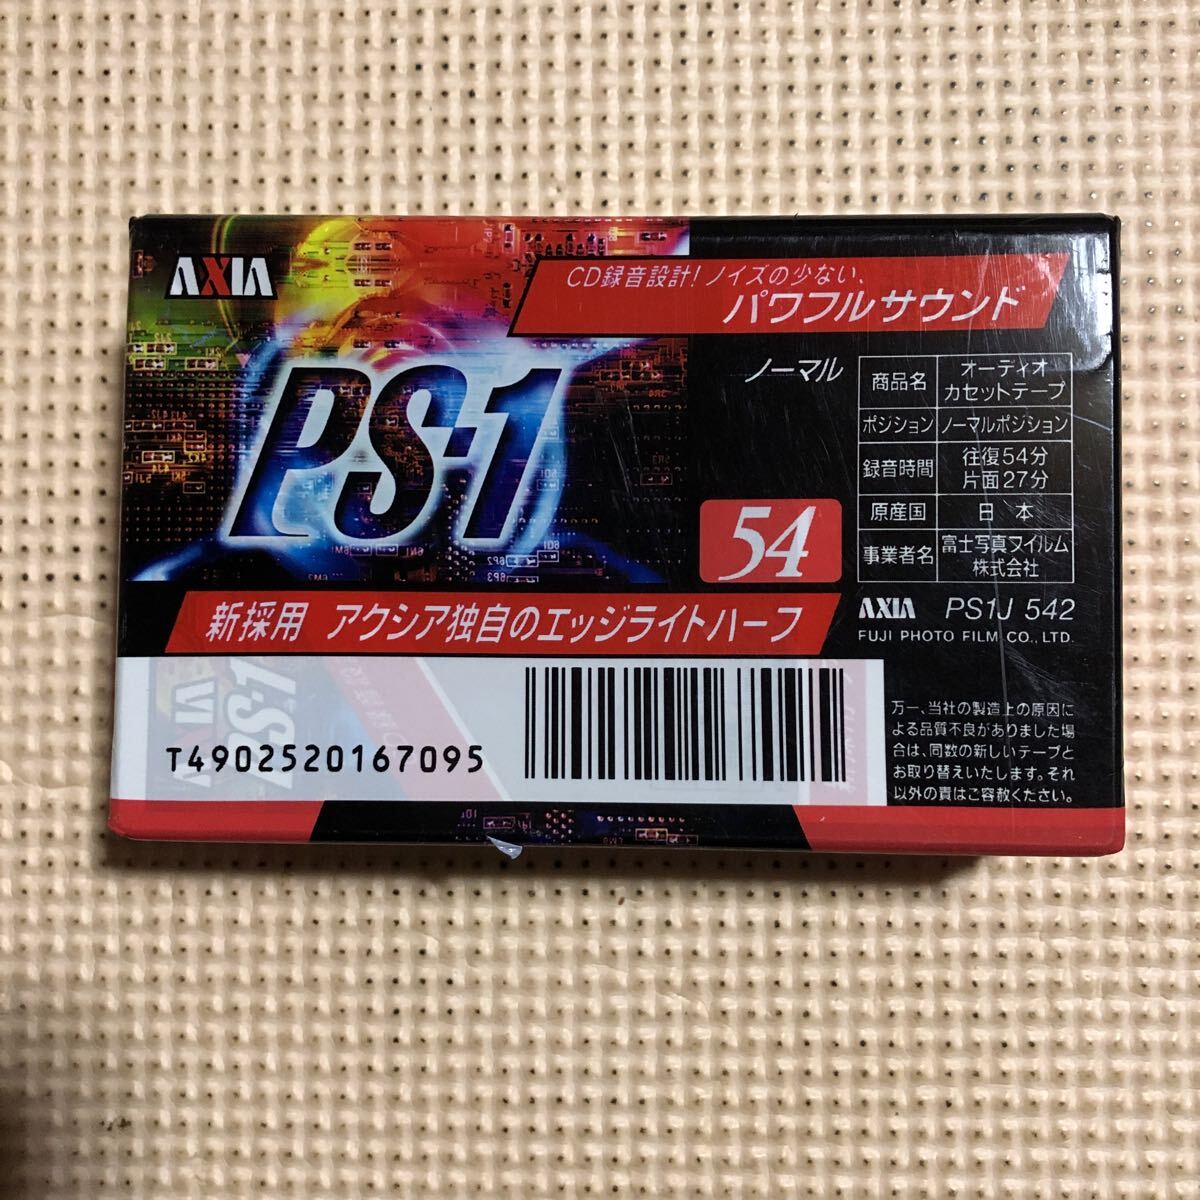 AXIA
CD録音設計!ノイズの少ない、
パワフルサウンド
PS-1
ノーマル
54
商品名 オーディオ
カセットテープ
ポジション ノーマルポジション
録音時間 往復54分
片面27分
原産国 日本
事業者名 富士写真フイルム
株式会社
AXIA PS1J 542
FUJI PHOTO FILM CO., LTD.
新採用 アクシア独自のエッジライトハーフ
T4902520167095
万一、当社の製造上の原因に
よる品質不良がありました場
合は、同数の新しいテープと
お取り替えいたします。それ
以外の責はご容赦ください。